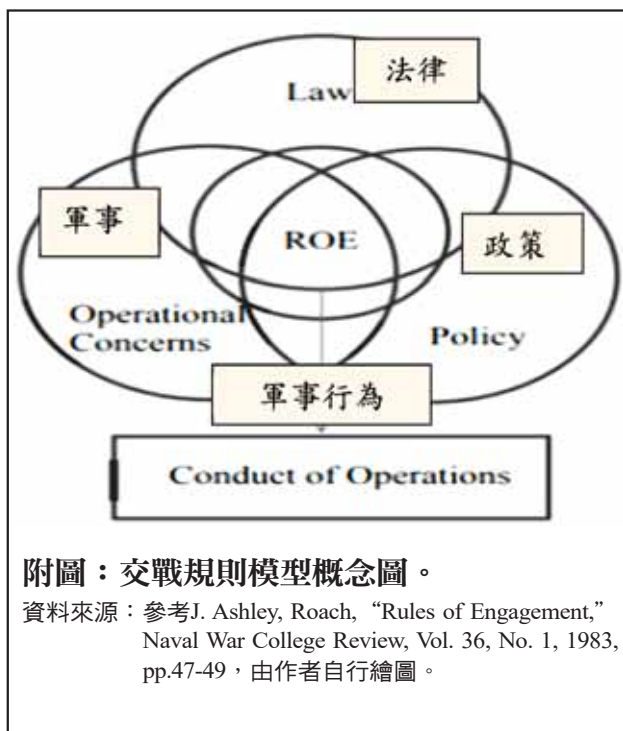 法律
Law
軍事
ROE
政策
Operational
Concerns
Policy
軍事行為
Conduct of Operations
附圖：交戰規則模型概念圖。
資料來源：參考J. Ashley, Roach, “Rules of Engagement,”
Naval War College Review, Vol. 36, No. 1, 1983,
pp.47-49，由作者自行繪圖。